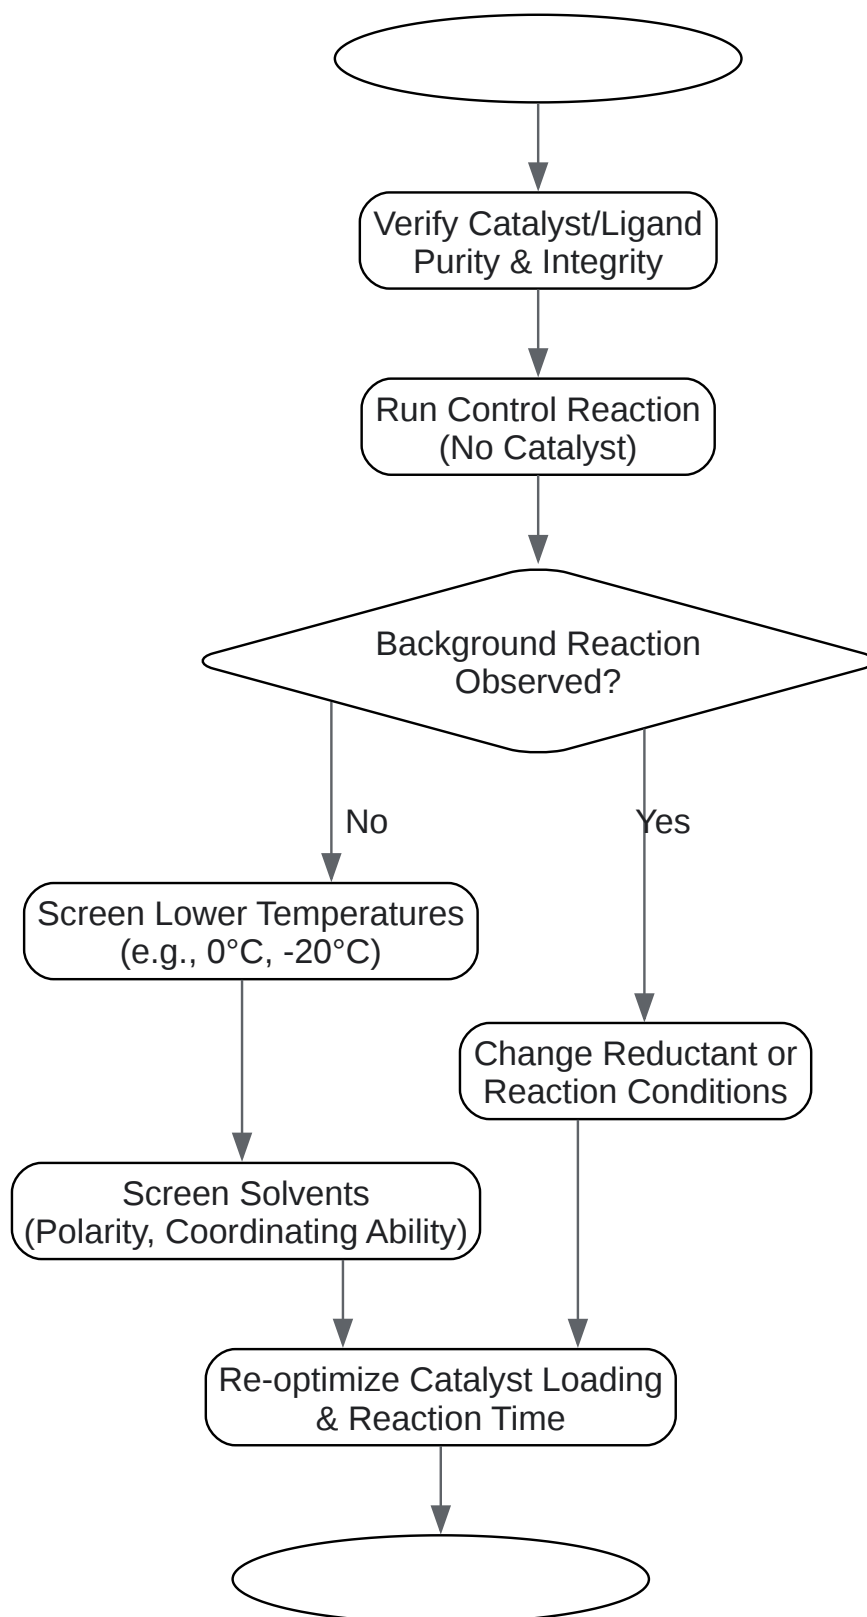 Verify Catalyst/Ligand
Purity & Integrity
Run Control Reaction
(No Catalyst)
Background Reaction
Observed?
No
Yes
Screen Lower Temperatures
(e.g., 0°C, -20°C)
Change Reductant or
Reaction Conditions
Screen Solvents
(Polarity, Coordinating Ability)
Re-optimize Catalyst Loading
& Reaction Time